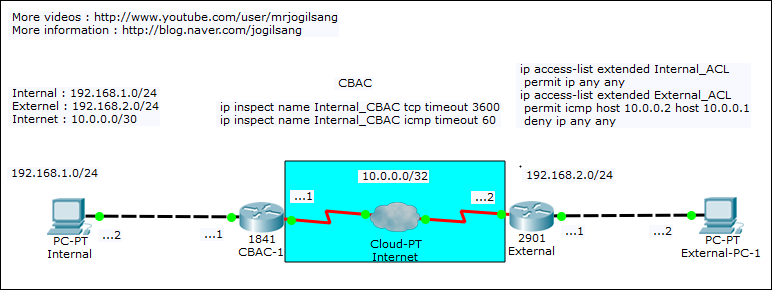 More videos : http://www.youtube.com/user/mrjogilsang
More information : http://blog.naver.com/jogilsang
Internal : 192.168.1.0/24
Externel : 192.168.2.0/24
Internet : 10.0.0.0/30
CBAC
ip inspect name Internal_CBAC tcp timeout 3600
ip inspect name Internal_CBAC icmp timeout 60
ip access-list extended Internal_ACL
permit ip any any
ip access-list extended External_ACL
permit icmp host 10.0.0.2 host 10.0.0.1
deny ip any any
192.168.1.0/24
10.0.0.0/32
192.168.2.0/24
...2
...1
...1
...2
...1
...2
PC-PT
Internal
1841
CBAC-1
Cloud-PT
Internet
2901
External
PC-PT
External-PC-1